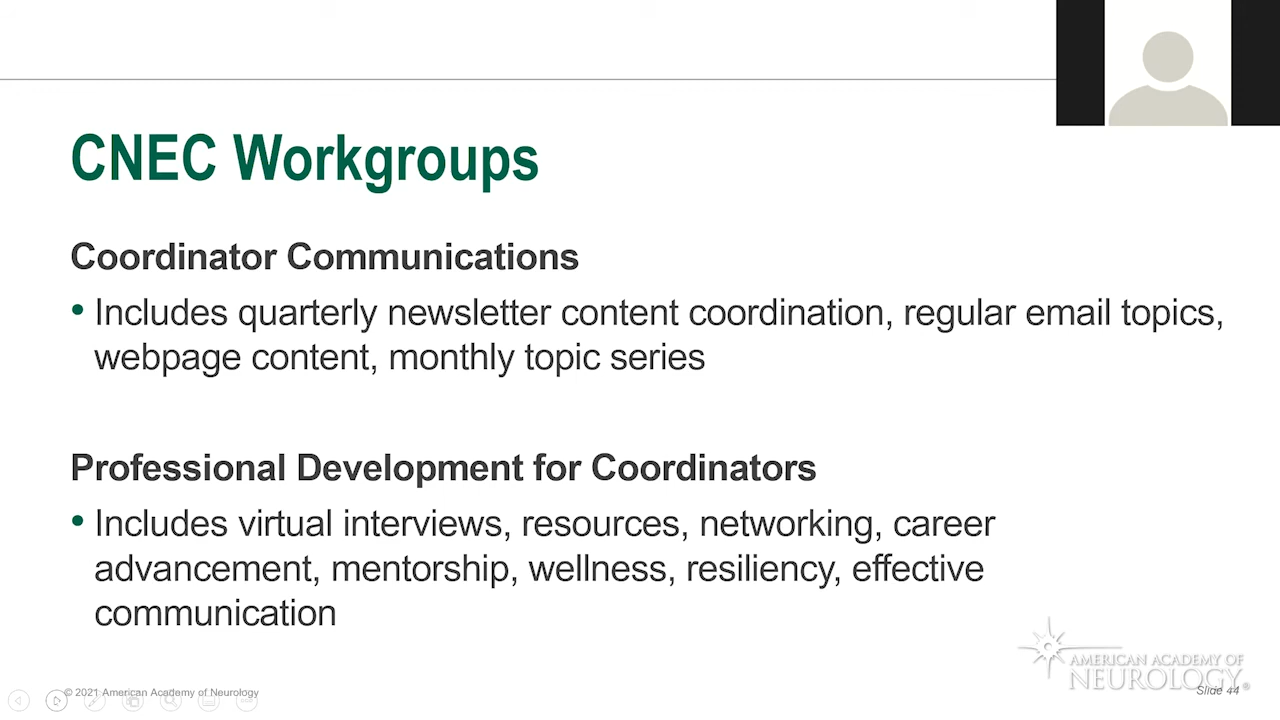 CNEC Workgroups
Coordinator Communications
• Includes quarterly newsletter content coordination, regular email topics,
webpage content, monthly topic series
Professional Development for Coordinators
• Includes virtual interviews, resources, networking, career
advancement, mentorship, wellness, resiliency, effective
communication
AMERICAN ACADEMY OF
NEUROLOGY®
© 2021 American Academy of Neurology
Slide 44